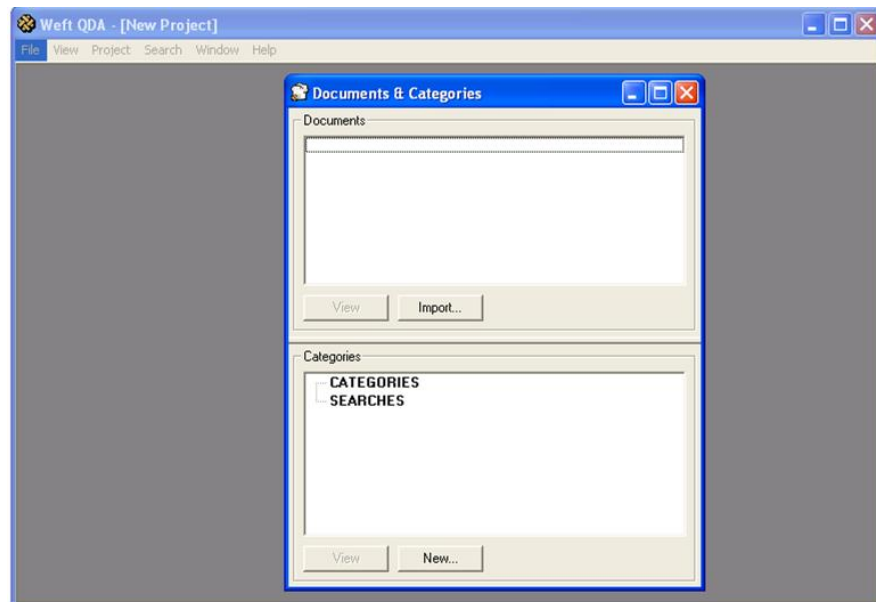 Weft QDA - [New Project]
File View Project Search Window Help
Documents & Categories
Documents
View Import...
Categories
CATEGORIES
SEARCHES
View New...